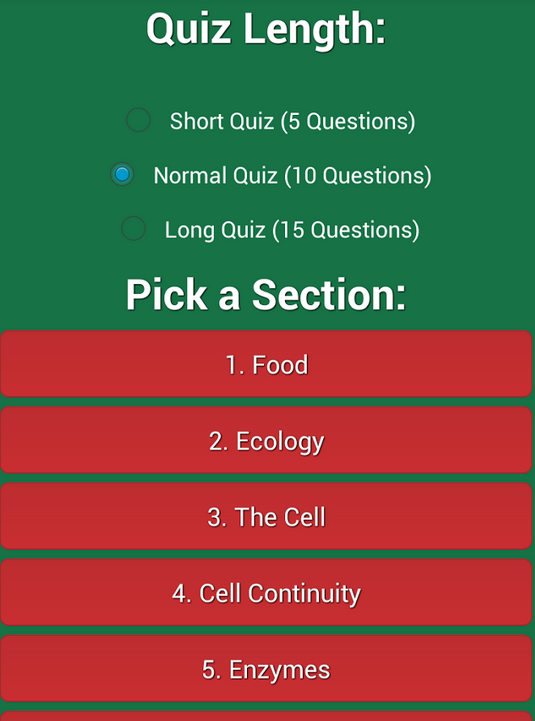 Quiz Length:
Short Quiz (5 Questions)
Normal Quiz (10 Questions)
Long Quiz (15 Questions)
Pick a Section:
1. Food
2. Ecology
3. The Cell
4. Cell Continuity
5. Enzymes